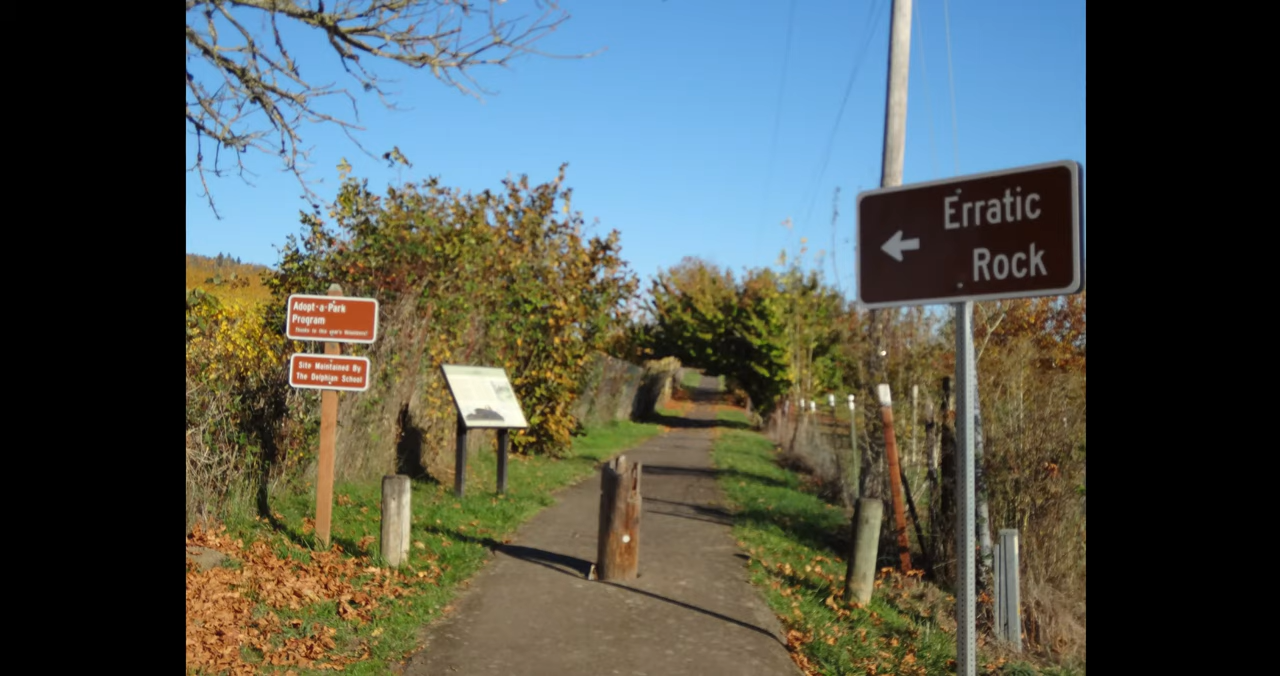 Adopt-a-Park
Program
Site Maintained By
The Delphian School
Erratic
Rock